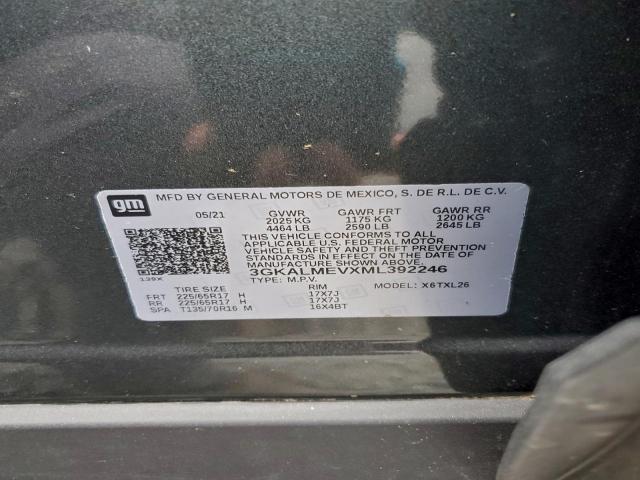 gm
MFD BY GENERAL MOTORS DE MEXICO, S. DE R.L. DE C.V.
05/21 GVWR GAWR FRT GAWR RR
2025 KG 1175 KG 1200 KG
4464 LB 2590 LB 2645 LB
THIS VEHICLE CONFORMS TO ALL
APPLICABLE U.S. FEDERAL MOTOR
VEHICLE SAFETY AND THEFT PREVENTION
STANDARDS IN EFFECT ON THE DATE OF
MANUFACTURE SHOWN ABOVE.
139X 3GKALMEVXML392246
TYPE: M.P.V. MODEL: X6TXL26
TIRE SIZE RIM
FRT 225/65R17 H 17X7J
RR 225/65R17 H 17X7J
SPA T135/70R16 M 16X4BT